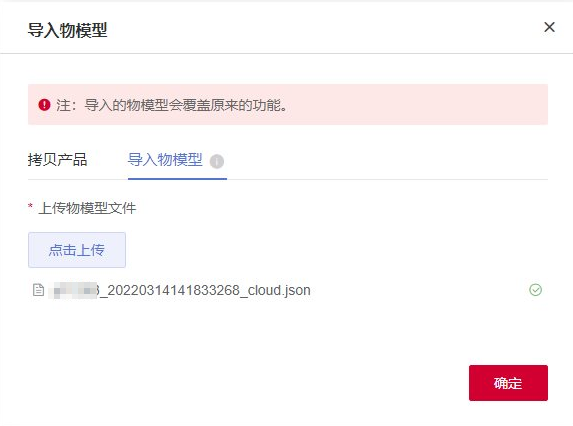 导入物模型
注：导入的物模型会覆盖原来的功能。
拷贝产品 导入物模型
* 上传物模型文件
点击上传
_20220314141833268_cloud.json
确定